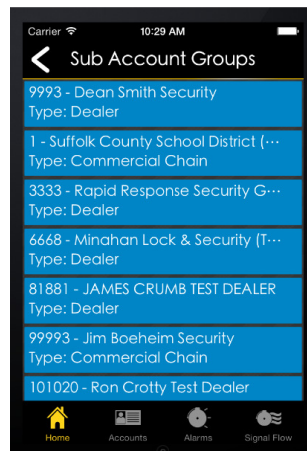 Carrier 10:29 AM
Sub Account Groups
9993 - Dean Smith Security
Type: Dealer
1 - Suffolk County School District (···
Type: Commercial Chain
3333 - Rapid Response Security G···
Type: Dealer
6668 - Minahan Lock & Security (T···
Type: Dealer
81881 - JAMES CRUMB TEST DEALER
Type: Dealer
99993 - Jim Boeheim Security
Type: Commercial Chain
101020 - Ron Crotty Test Dealer
Home Accounts Alarms Signal Flow